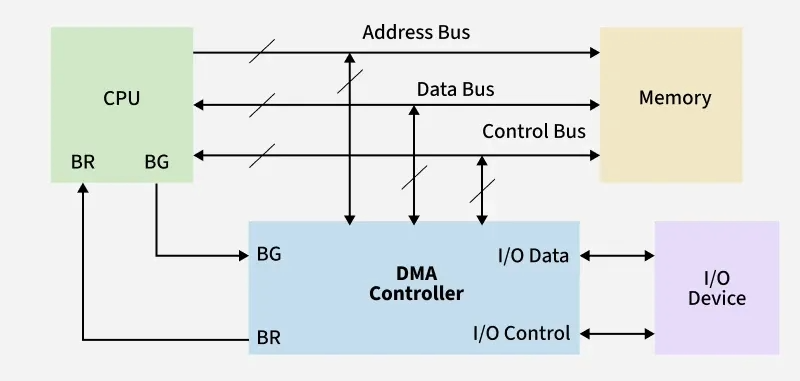 Address Bus
CPU
Data Bus
Memory
Control Bus
BR
BG
BG
I/O Data
DMA
Controller
I/O
Device
BR
I/O Control